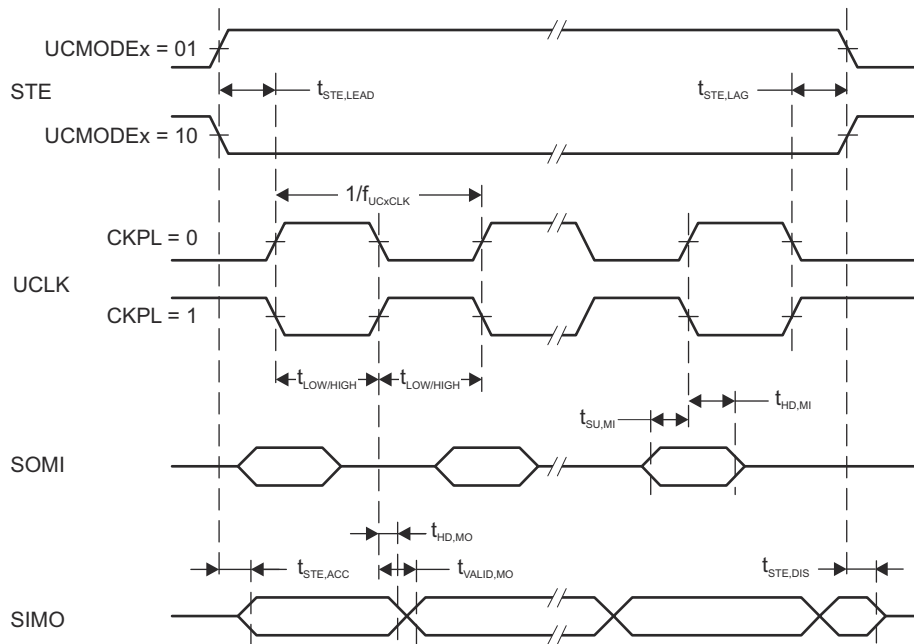 UCMODEx = 01
STE
t_STE,LEAD
t_STE,LAG
UCMODEx = 10
1/f_UCxCLK
CKPL = 0
UCLK
CKPL = 1
t_LOW/HIGH
t_LOW/HIGH
t_HD,MI
t_SU,MI
SOMI
t_HD,MO
t_STE,ACC
t_VALID,MO
t_STE,DIS
SIMO